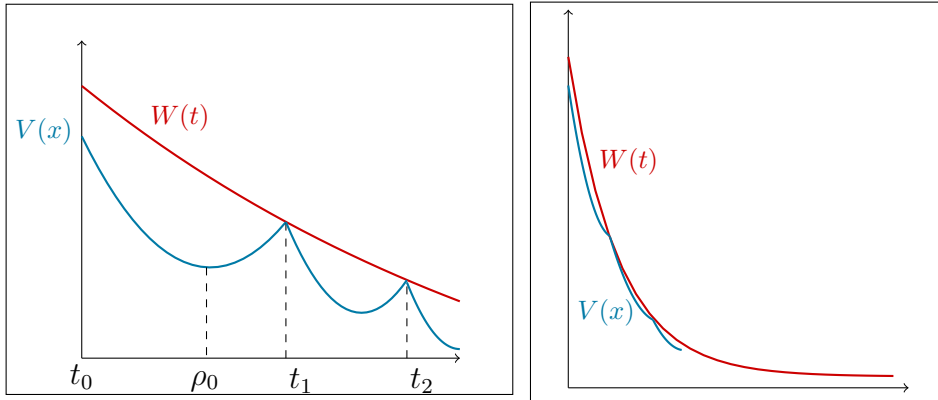 W(t)
V(x)
t₀
ρ₀
t₁
t₂
W(t)
V(x)